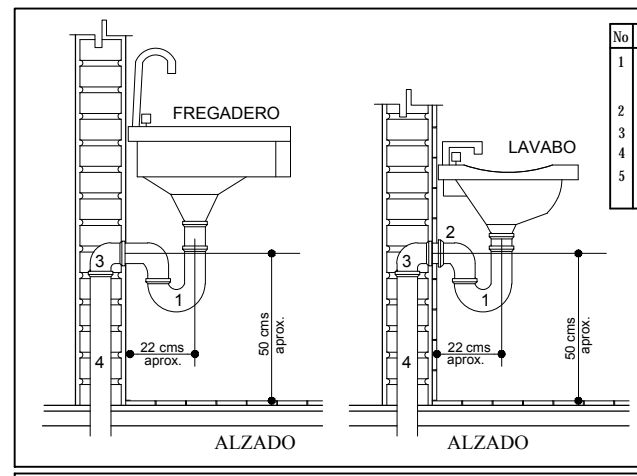 No
1
2
3
4
5
FREGADERO
3
1
4
22 cms
aprox.
50 cms
aprox.
ALZADO
LAVABO
2
3
1
4
22 cms
aprox.
50 cms
aprox.
ALZADO